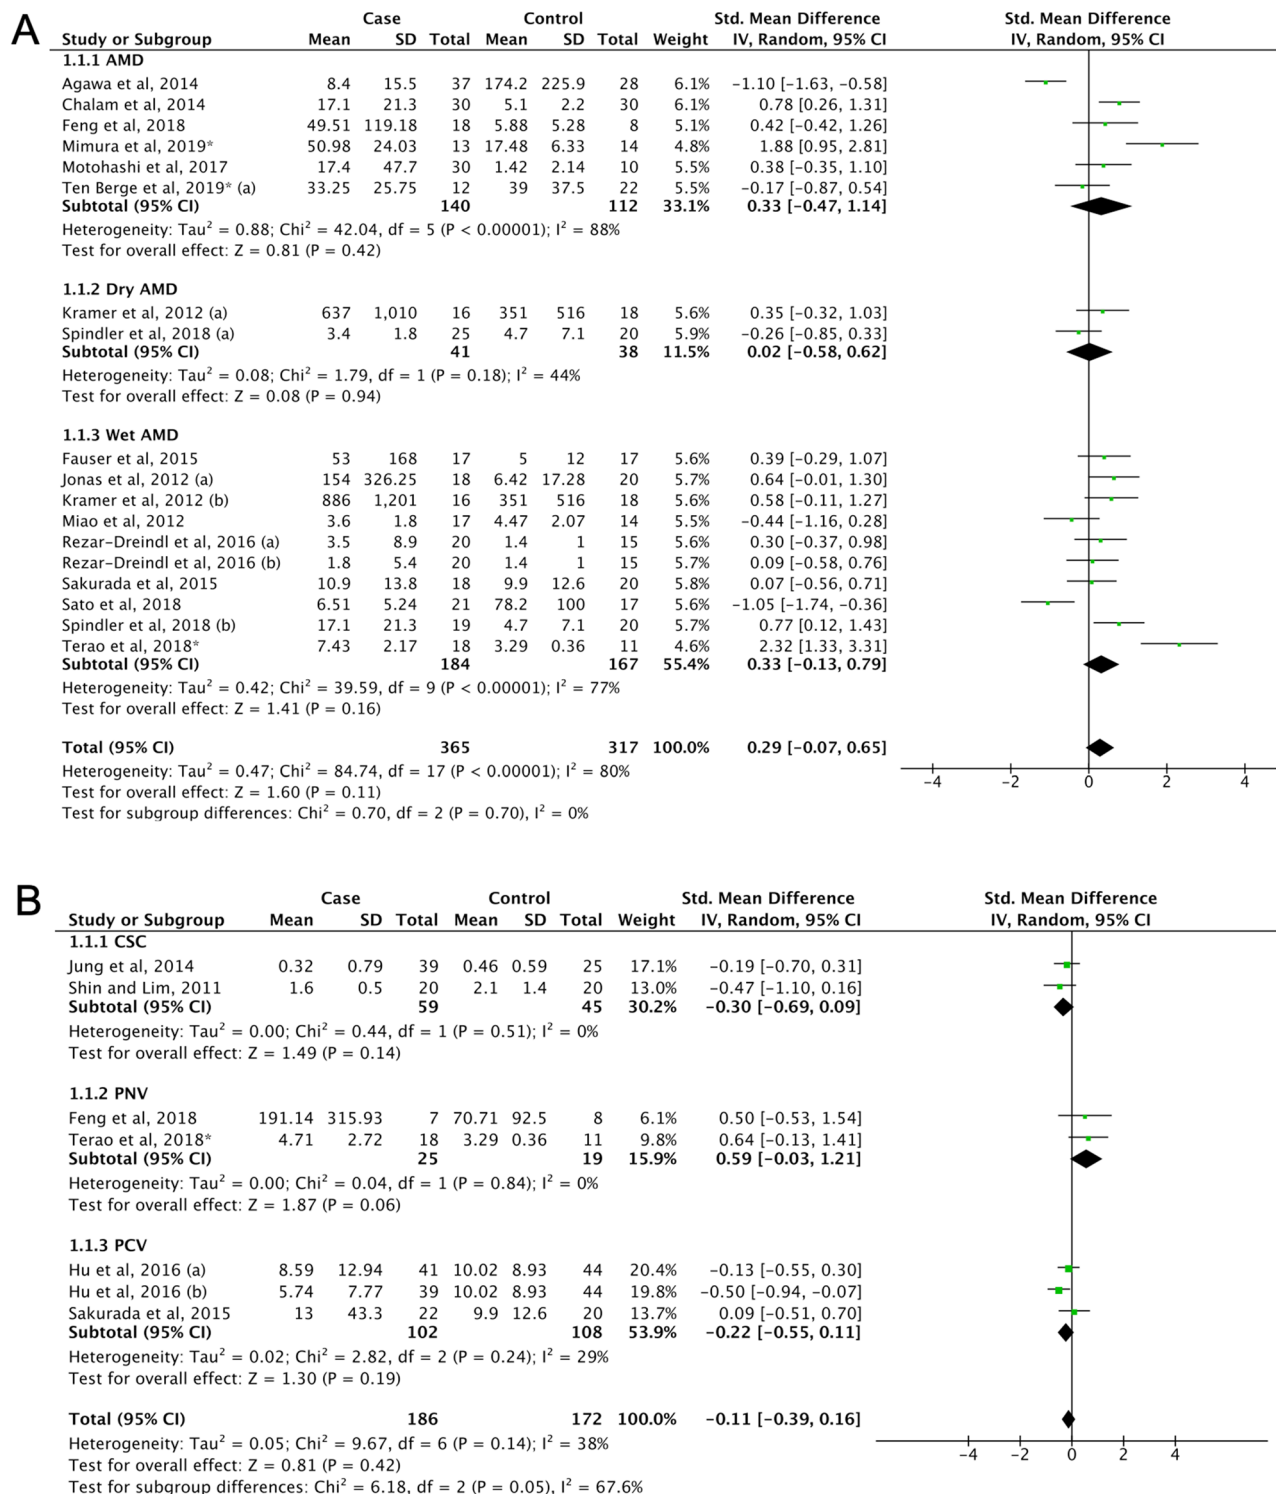 A
Case Control Std. Mean Difference Std. Mean Difference
Study or Subgroup Mean SD Total Mean SD Total Weight IV, Random, 95% CI IV, Random, 95% CI
1.1.1 AMD
Agawa et al, 2014 8.4 15.5 37 174.2 225.9 28 6.1% −1.10 [−1.63, −0.58]
Chalam et al, 2014 17.1 21.3 30 5.1 2.2 30 6.1% 0.78 [0.26, 1.31]
Feng et al, 2018 49.51 119.18 18 5.88 5.28 8 5.1% 0.42 [−0.42, 1.26]
Mimura et al, 2019* 50.98 24.03 13 17.48 6.33 14 4.8% 1.88 [0.95, 2.81]
Motohashi et al, 2017 17.4 47.7 30 1.42 2.14 10 5.5% 0.38 [−0.35, 1.10]
Ten Berge et al, 2019* (a) 33.25 25.75 12 39 37.5 22 5.5% −0.17 [−0.87, 0.54]
Subtotal (95% CI) 140 112 33.1% 0.33 [−0.47, 1.14]
Heterogeneity: Tau² = 0.88; Chi² = 42.04, df = 5 (P < 0.00001); I² = 88%
Test for overall effect: Z = 0.81 (P = 0.42)
1.1.2 Dry AMD
Kramer et al, 2012 (a) 637 1,010 16 351 516 18 5.6% 0.35 [−0.32, 1.03]
Spindler et al, 2018 (a) 3.4 1.8 25 4.7 7.1 20 5.9% −0.26 [−0.85, 0.33]
Subtotal (95% CI) 41 38 11.5% 0.02 [−0.58, 0.62]
Heterogeneity: Tau² = 0.08; Chi² = 1.79, df = 1 (P = 0.18); I² = 44%
Test for overall effect: Z = 0.08 (P = 0.94)
1.1.3 Wet AMD
Fauser et al, 2015 53 168 17 5 12 17 5.6% 0.39 [−0.29, 1.07]
Jonas et al, 2012 (a) 154 326.25 18 6.42 17.28 20 5.7% 0.64 [−0.01, 1.30]
Kramer et al, 2012 (b) 886 1,201 16 351 516 18 5.6% 0.58 [−0.11, 1.27]
Miao et al, 2012 3.6 1.8 17 4.47 2.07 14 5.5% −0.44 [−1.16, 0.28]
Rezar−Dreindl et al, 2016 (a) 3.5 8.9 20 1.4 1 15 5.6% 0.30 [−0.37, 0.98]
Rezar−Dreindl et al, 2016 (b) 1.8 5.4 20 1.4 1 15 5.7% 0.09 [−0.58, 0.76]
Sakurada et al, 2015 10.9 13.8 18 9.9 12.6 20 5.8% 0.07 [−0.56, 0.71]
Sato et al, 2018 6.51 5.24 21 78.2 100 17 5.6% −1.05 [−1.74, −0.36]
Spindler et al, 2018 (b) 17.1 21.3 19 4.7 7.1 20 5.7% 0.77 [0.12, 1.43]
Terao et al, 2018* 7.43 2.17 18 3.29 0.36 11 4.6% 2.32 [1.33, 3.31]
Subtotal (95% CI) 184 167 55.4% 0.33 [−0.13, 0.79]
Heterogeneity: Tau² = 0.42; Chi² = 39.59, df = 9 (P < 0.00001); I² = 77%
Test for overall effect: Z = 1.41 (P = 0.16)
Total (95% CI) 365 317 100.0% 0.29 [−0.07, 0.65]
Heterogeneity: Tau² = 0.47; Chi² = 84.74, df = 17 (P < 0.00001); I² = 80%
−4 −2 0 2 4
Test for overall effect: Z = 1.60 (P = 0.11)
Test for subgroup differences: Chi² = 0.70, df = 2 (P = 0.70), I² = 0%
B
Case Control Std. Mean Difference Std. Mean Difference
Study or Subgroup Mean SD Total Mean SD Total Weight IV, Random, 95% CI IV, Random, 95% CI
1.1.1 CSC
Jung et al, 2014 0.32 0.79 39 0.46 0.59 25 17.1% −0.19 [−0.70, 0.31]
Shin and Lim, 2011 1.6 0.5 20 2.1 1.4 20 13.0% −0.47 [−1.10, 0.16]
Subtotal (95% CI) 59 45 30.2% −0.30 [−0.69, 0.09]
Heterogeneity: Tau² = 0.00; Chi² = 0.44, df = 1 (P = 0.51); I² = 0%
Test for overall effect: Z = 1.49 (P = 0.14)
1.1.2 PNV
Feng et al, 2018 191.14 315.93 7 70.71 92.5 8 6.1% 0.50 [−0.53, 1.54]
Terao et al, 2018* 4.71 2.72 18 3.29 0.36 11 9.8% 0.64 [−0.13, 1.41]
Subtotal (95% CI) 25 19 15.9% 0.59 [−0.03, 1.21]
Heterogeneity: Tau² = 0.00; Chi² = 0.04, df = 1 (P = 0.84); I² = 0%
Test for overall effect: Z = 1.87 (P = 0.06)
1.1.3 PCV
Hu et al, 2016 (a) 8.59 12.94 41 10.02 8.93 44 20.4% −0.13 [−0.55, 0.30]
Hu et al, 2016 (b) 5.74 7.77 39 10.02 8.93 44 19.8% −0.50 [−0.94, −0.07]
Sakurada et al, 2015 13 43.3 22 9.9 12.6 20 13.7% 0.09 [−0.51, 0.70]
Subtotal (95% CI) 102 108 53.9% −0.22 [−0.55, 0.11]
Heterogeneity: Tau² = 0.02; Chi² = 2.82, df = 2 (P = 0.24); I² = 29%
Test for overall effect: Z = 1.30 (P = 0.19)
Total (95% CI) 186 172 100.0% −0.11 [−0.39, 0.16]
Heterogeneity: Tau² = 0.05; Chi² = 9.67, df = 6 (P = 0.14); I² = 38%
−4 −2 0 2 4
Test for overall effect: Z = 0.81 (P = 0.42)
Test for subgroup differences: Chi² = 6.18, df = 2 (P = 0.05), I² = 67.6%